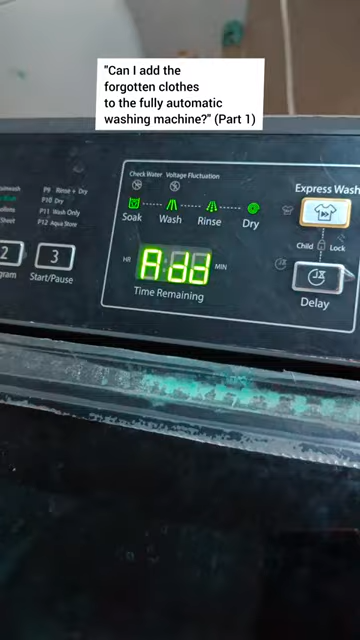 "Can I add the
forgotten clothes
to the fully automatic
washing machine?" (Part 1)
Check Water Voltage Fluctuation
Express Wash
P9 Rinse + Dry
P10 Dry
P11 Wash Only
P12 Aqua Store
Soak Wash Rinse Dry
Child Lock
2 3
HR Add MIN
Start/Pause
Time Remaining
Delay